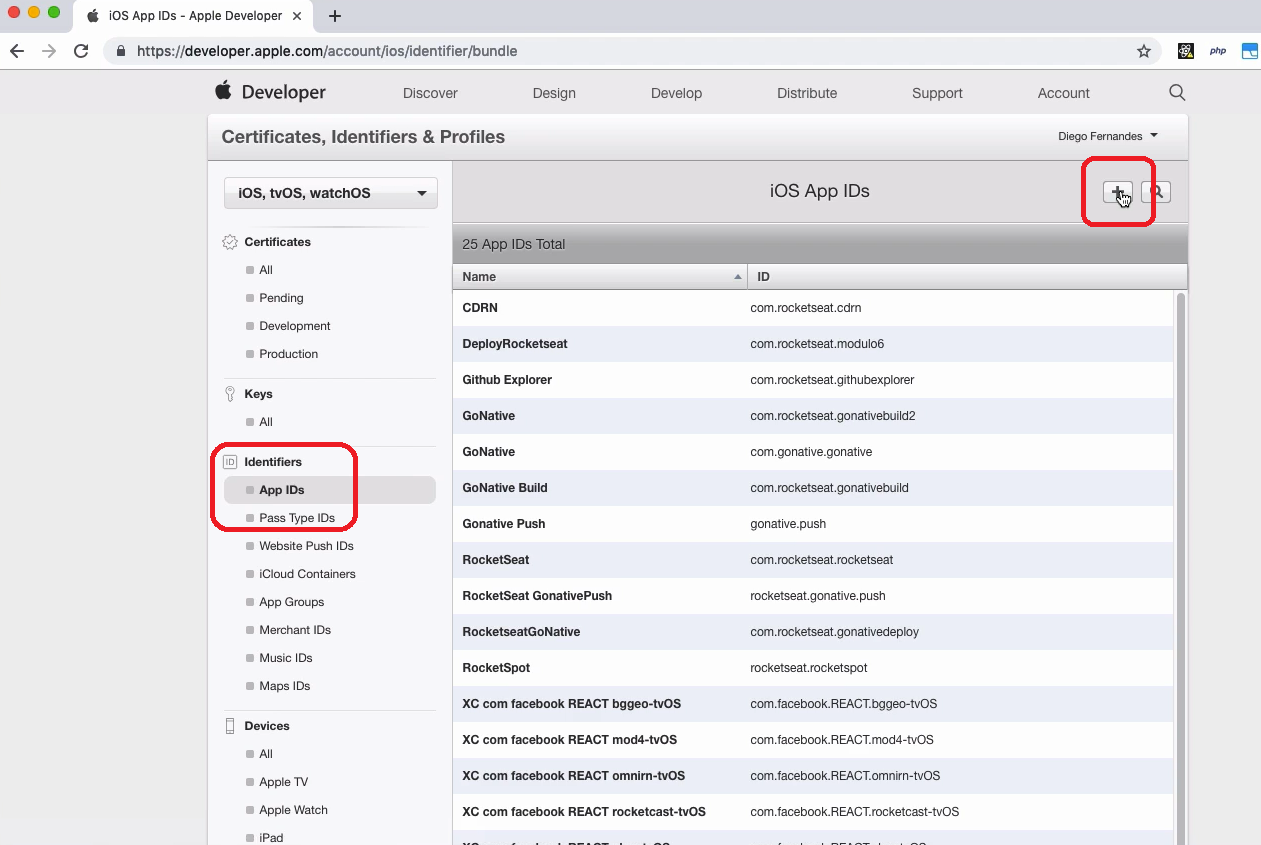 iOS App IDs - Apple Developer
https://developer.apple.com/account/ios/identifier/bundle
php
Developer
Discover
Design
Develop
Distribute
Support
Account
Certificates, Identifiers & Profiles
Diego Fernandes
iOS, tvOS, watchOS
Certificates
All
Pending
Development
Production
Keys
All
ID Identifiers
App IDs
Pass Type IDs
Website Push IDs
iCloud Containers
App Groups
Merchant IDs
Music IDs
Maps IDs
Devices
All
Apple TV
Apple Watch
iPad
iOS App IDs
25 App IDs Total
Name ID
CDRN com.rocketseat.cdrn
DeployRocketseat com.rocketseat.modulo6
Github Explorer com.rocketseat.githubexplorer
GoNative com.rocketseat.gonativebuild2
GoNative com.gonative.gonative
GoNative Build com.rocketseat.gonativebuild
Gonative Push gonative.push
RocketSeat com.rocketseat.rocketseat
RocketSeat GonativePush rocketseat.gonative.push
RocketseatGoNative com.rocketseat.gonativedeploy
RocketSpot rocketseat.rocketspot
XC com facebook REACT bggeo-tvOS com.facebook.REACT.bggeo-tvOS
XC com facebook REACT mod4-tvOS com.facebook.REACT.mod4-tvOS
XC com facebook REACT omnirn-tvOS com.facebook.REACT.omnirn-tvOS
XC com facebook REACT rocketcast-tvOS com.facebook.REACT.rocketcast-tvOS